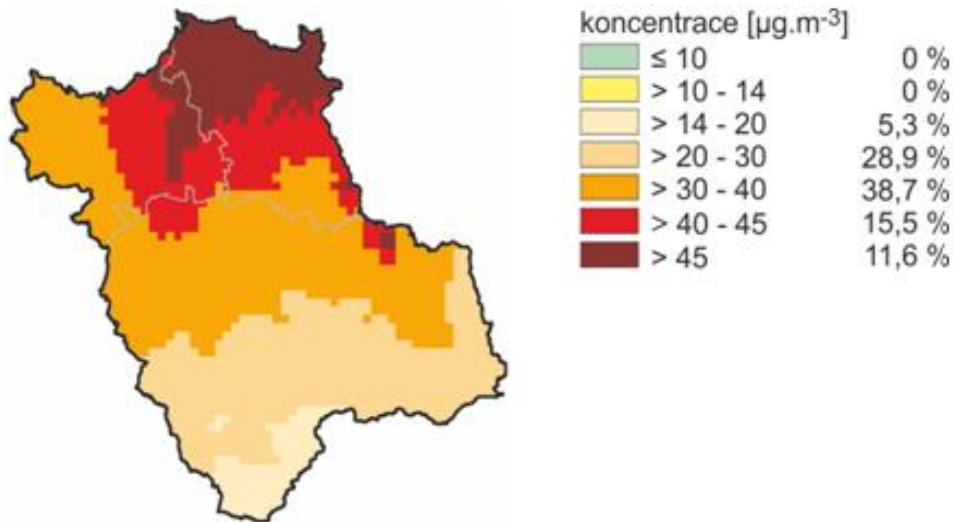 koncentrace [µg.m-3]
≤ 10 0 %
> 10 - 14 0 %
> 14 - 20 5,3 %
> 20 - 30 28,9 %
> 30 - 40 38,7 %
> 40 - 45 15,5 %
> 45 11,6 %